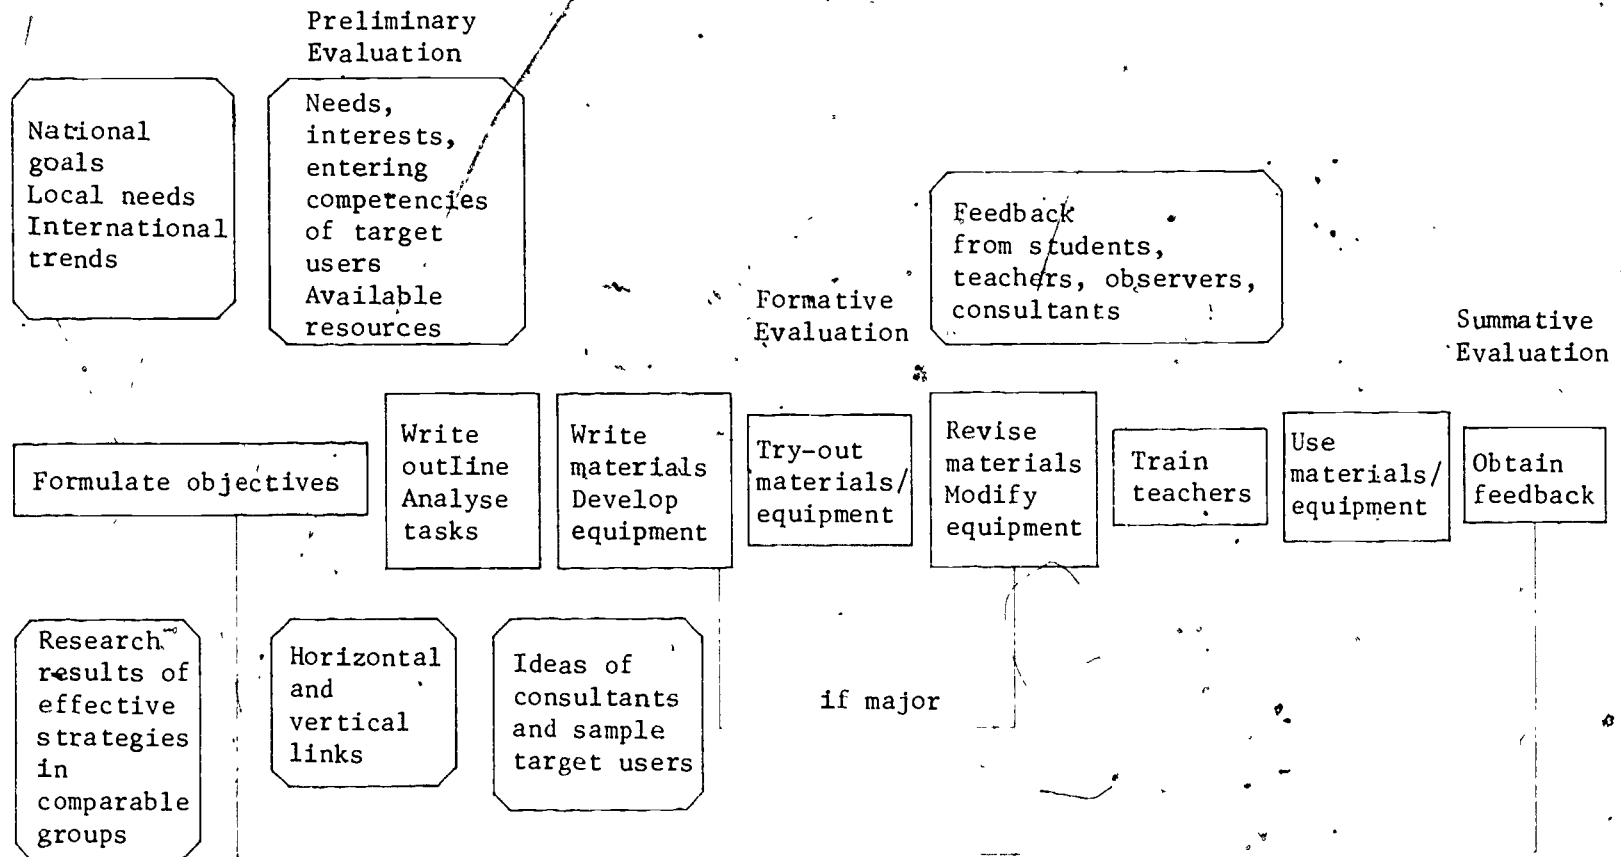 Preliminary
Evaluation
National
goals
Local needs
International
trends
Needs,
interests,
entering
competencies
of target
users
Available
resources
Formative
Evaluation
Feedback
from students,
teachers, observers,
consultants
Summative
Evaluation
Formulate objectives
Write
outline
Analyse
tasks
Write
materials
Develop
equipment
Try-out
materials/
equipment
Revise
materials
Modify
equipment
Train
teachers
Use
materials/
equipment
Obtain
feedback
Research
results of
effective
strategies
in
comparable
groups
Horizontal
and
vertical
links
Ideas of
consultants
and sample
target users
if major